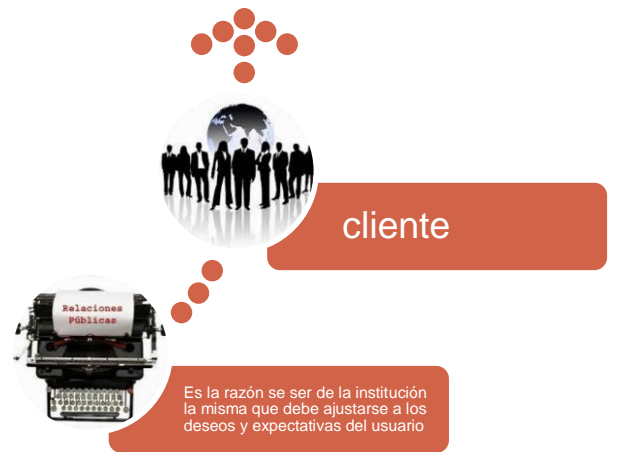 cliente
Relaciones
Públicas
Es la razón se ser de la institución
la misma que debe ajustarse a los
deseos y expectativas del usuario